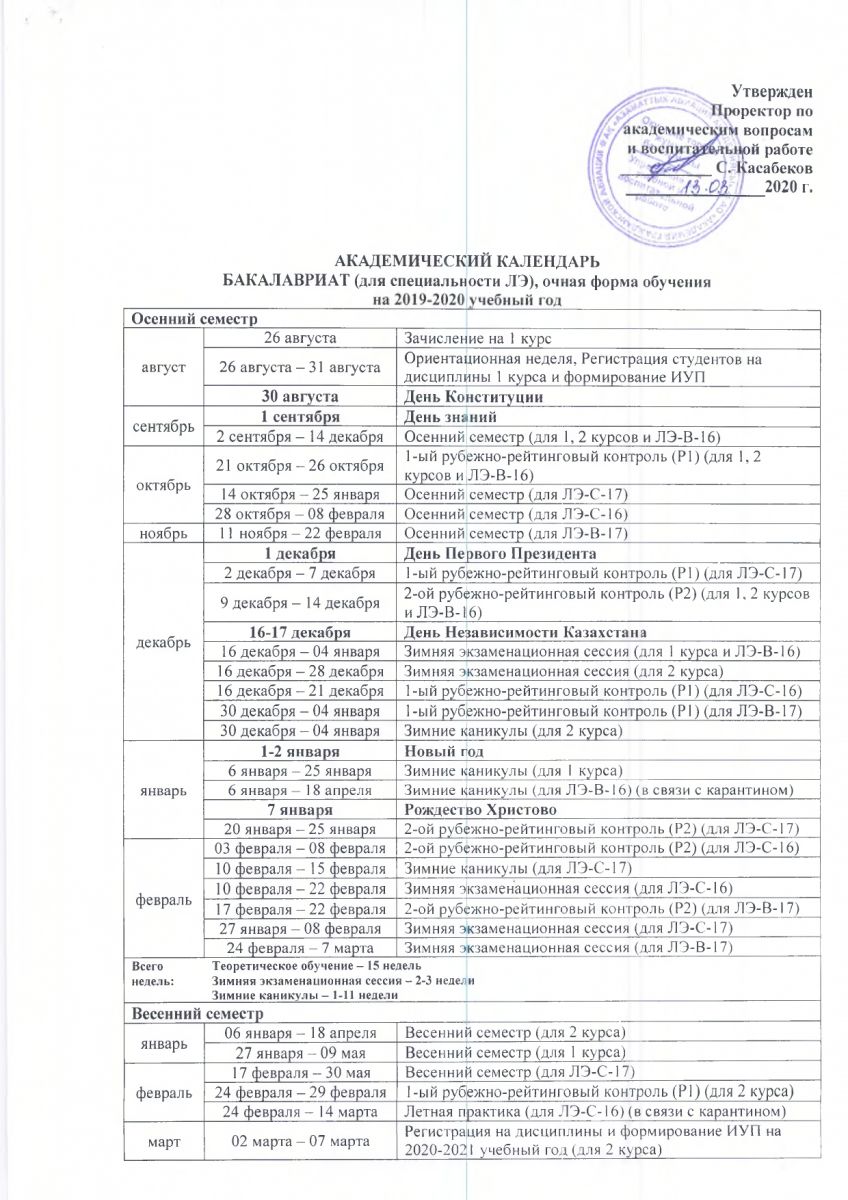 Утвержден
Проректор по
академическим вопросам
и воспитательной работе
____________ С. Касабеков
13.03 2020 г.
АКАДЕМИЧЕСКИЙ КАЛЕНДАРЬ
БАКАЛАВРИАТ (для специальности ЛЭ), очная форма обучения
на 2019-2020 учебный год
Осенний семестр
август
26 августа Зачисление на 1 курс
26 августа – 31 августа Ориентационная неделя, Регистрация студентов на
дисциплины 1 курса и формирование ИУП
30 августа День Конституции
сентябрь
1 сентября День знаний
2 сентября – 14 декабря Осенний семестр (для 1, 2 курсов и ЛЭ-В-16)
октябрь
21 октября – 26 октября 1-ый рубежно-рейтинговый контроль (Р1) (для 1, 2
курсов и ЛЭ-В-16)
14 октября – 25 января Осенний семестр (для ЛЭ-С-17)
28 октября – 08 февраля Осенний семестр (для ЛЭ-С-16)
ноябрь 11 ноября – 22 февраля Осенний семестр (для ЛЭ-В-17)
декабрь
1 декабря День Первого Президента
2 декабря – 7 декабря 1-ый рубежно-рейтинговый контроль (Р1) (для ЛЭ-С-17)
9 декабря – 14 декабря 2-ой рубежно-рейтинговый контроль (Р2) (для 1, 2 курсов
и ЛЭ-В-16)
16-17 декабря День Независимости Казахстана
16 декабря – 04 января Зимняя экзаменационная сессия (для 1 курса и ЛЭ-В-16)
16 декабря – 28 декабря Зимняя экзаменационная сессия (для 2 курса)
16 декабря – 21 декабря 1-ый рубежно-рейтинговый контроль (Р1) (для ЛЭ-С-16)
30 декабря – 04 января 1-ый рубежно-рейтинговый контроль (Р1) (для ЛЭ-В-17)
30 декабря – 04 января Зимние каникулы (для 2 курса)
январь
1-2 января Новый год
6 января – 25 января Зимние каникулы (для 1 курса)
6 января – 18 апреля Зимние каникулы (для ЛЭ-В-16) (в связи с карантином)
7 января Рождество Христово
20 января – 25 января 2-ой рубежно-рейтинговый контроль (Р2) (для ЛЭ-С-17)
февраль
03 февраля – 08 февраля 2-ой рубежно-рейтинговый контроль (Р2) (для ЛЭ-С-16)
10 февраля – 15 февраля Зимние каникулы (для ЛЭ-С-17)
10 февраля – 22 февраля Зимняя экзаменационная сессия (для ЛЭ-С-16)
17 февраля – 22 февраля 2-ой рубежно-рейтинговый контроль (Р2) (для ЛЭ-В-17)
27 января – 08 февраля Зимняя экзаменационная сессия (для ЛЭ-С-17)
24 февраля – 7 марта Зимняя экзаменационная сессия (для ЛЭ-В-17)
Всего Теоретическое обучение – 15 недель
недель: Зимняя экзаменационная сессия – 2-3 недели
Зимние каникулы – 1-11 недели
Весенний семестр
январь
06 января – 18 апреля Весенний семестр (для 2 курса)
27 января – 09 мая Весенний семестр (для 1 курса)
февраль
17 февраля – 30 мая Весенний семестр (для ЛЭ-С-17)
24 февраля – 29 февраля 1-ый рубежно-рейтинговый контроль (Р1) (для 2 курса)
24 февраля – 14 марта Летная практика (для ЛЭ-С-16) (в связи с карантином)
март 02 марта – 07 марта Регистрация на дисциплины и формирование ИУП на
2020-2021 учебный год (для 2 курса)